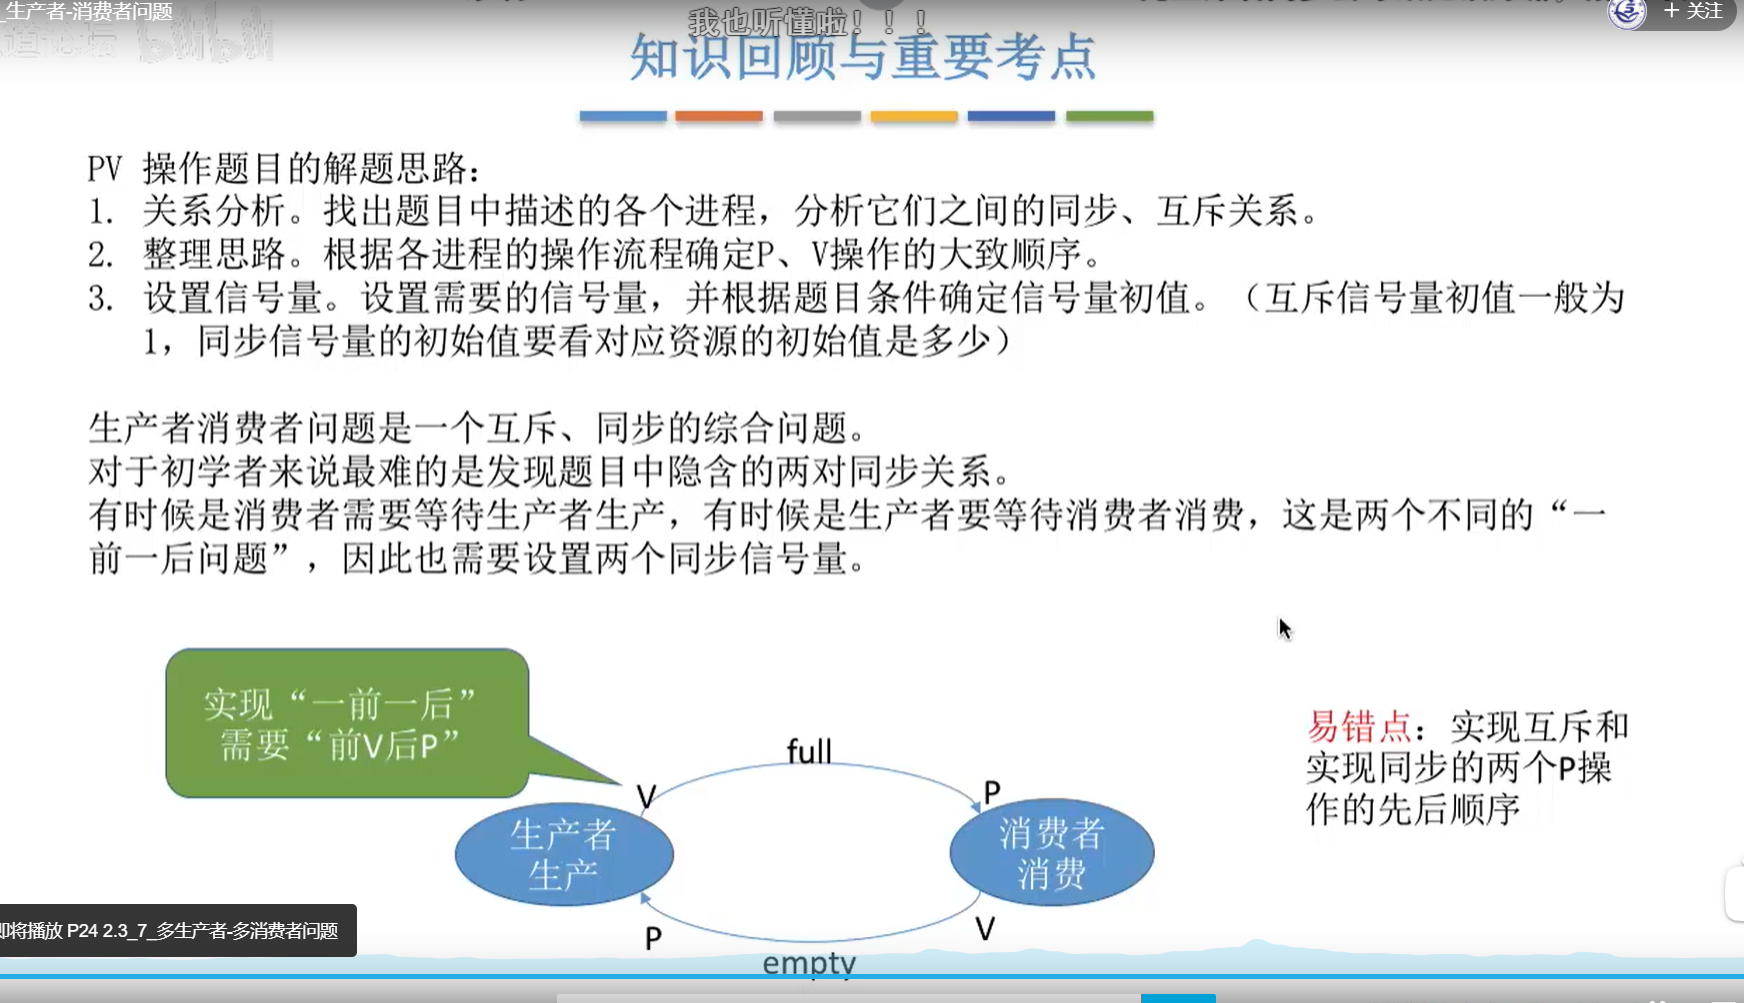 _生产者-消费者问题
我也听懂啦！！！
+ 关注
bilibili
知识回顾与重要考点
PV 操作题目的解题思路：
1. 关系分析。找出题目中描述的各个进程，分析它们之间的同步、互斥关系。
2. 整理思路。根据各进程的操作流程确定P、V操作的大致顺序。
3. 设置信号量。设置需要的信号量，并根据题目条件确定信号量初值。（互斥信号量初值一般为
1，同步信号量的初始值要看对应资源的初始值是多少）
生产者消费者问题是一个互斥、同步的综合问题。
对于初学者来说最难的是发现题目中隐含的两对同步关系。
有时候是消费者需要等待生产者生产，有时候是生产者要等待消费者消费，这是两个不同的“一
前一后问题”，因此也需要设置两个同步信号量。
实现“一前一后”
需要“前V后P”
full
V
P
生产者
生产
消费者
消费
P
V
empty
易错点：实现互斥和
实现同步的两个P操
作的先后顺序
即将播放 P24 2.3_7_多生产者-多消费者问题